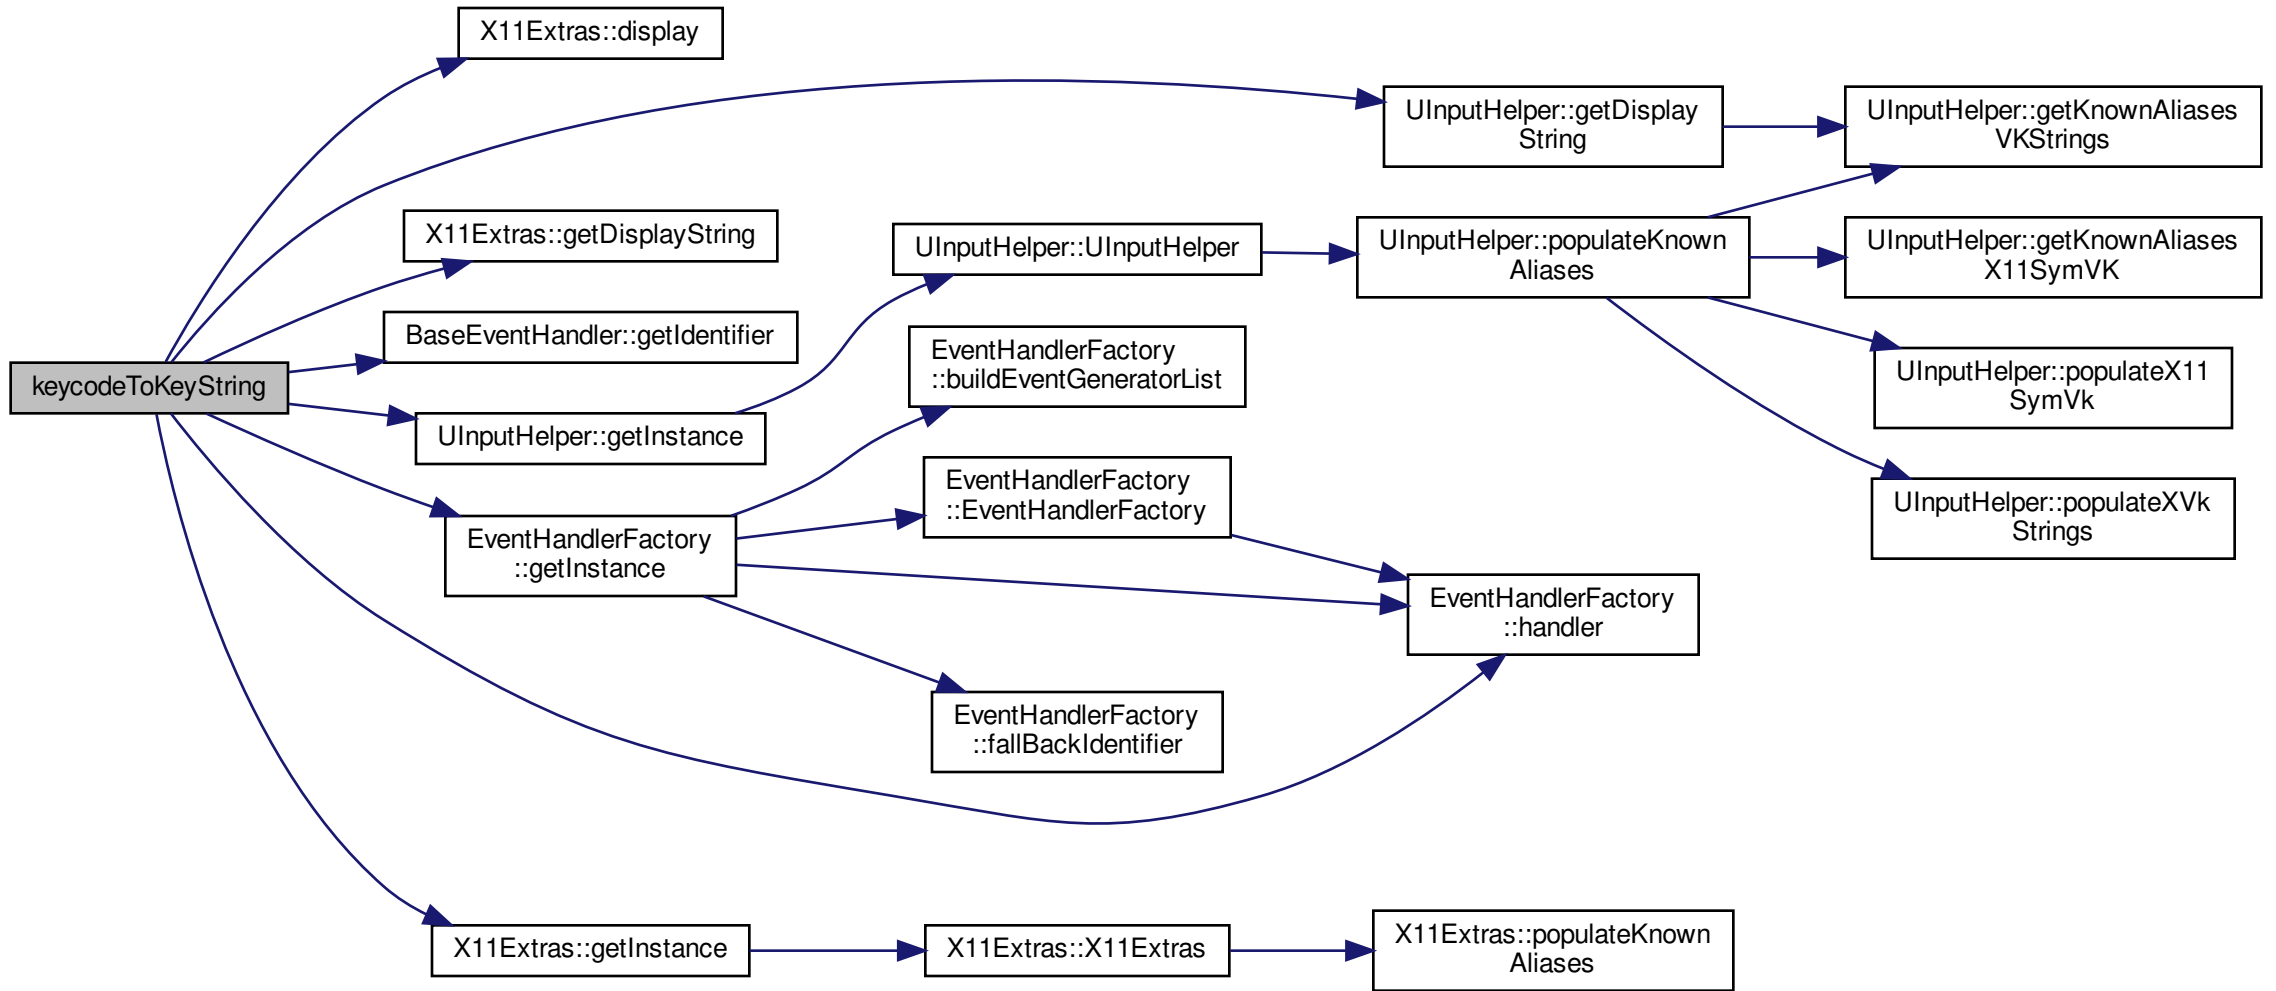 X11Extras::display
UInputHelper::getDisplay
String
UInputHelper::getKnownAliases
VKStrings
X11Extras::getDisplayString
UInputHelper::UInputHelper
UInputHelper::populateKnown
Aliases
UInputHelper::getKnownAliases
X11SymVK
BaseEventHandler::getIdentifier
EventHandlerFactory
::buildEventGeneratorList
UInputHelper::populateX11
SymVk
keycodeToKeyString
UInputHelper::getInstance
EventHandlerFactory
::EventHandlerFactory
UInputHelper::populateXVk
Strings
EventHandlerFactory
::getInstance
EventHandlerFactory
::handler
EventHandlerFactory
::fallBackIdentifier
X11Extras::getInstance
X11Extras::X11Extras
X11Extras::populateKnown
Aliases